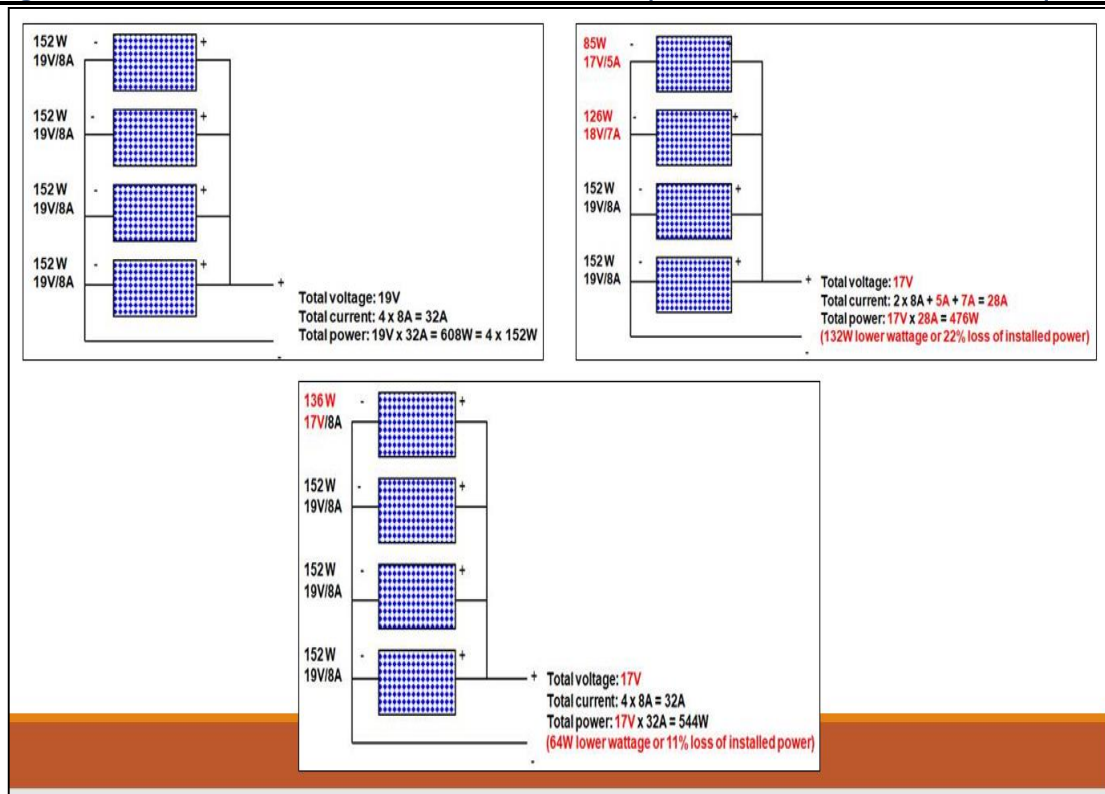 152W - +
19V/8A
152W - +
19V/8A
152W - +
19V/8A
152W - +
19V/8A
+
Total voltage: 19V
Total current: 4 x 8A = 32A
Total power: 19V x 32A = 608W = 4 x 152W
-
85W - +
17V/5A
126W - +
18V/7A
152W - +
19V/8A
152W - +
19V/8A
+ Total voltage: 17V
Total current: 2 x 8A + 5A + 7A = 28A
Total power: 17V x 28A = 476W
(132W lower wattage or 22% loss of installed power)
-
136W - +
17V/8A
152W - +
19V/8A
152W - +
19V/8A
152W - +
19V/8A
+ Total voltage: 17V
Total current: 4 x 8A = 32A
Total power: 17V x 32A = 544W
(64W lower wattage or 11% loss of installed power)
-